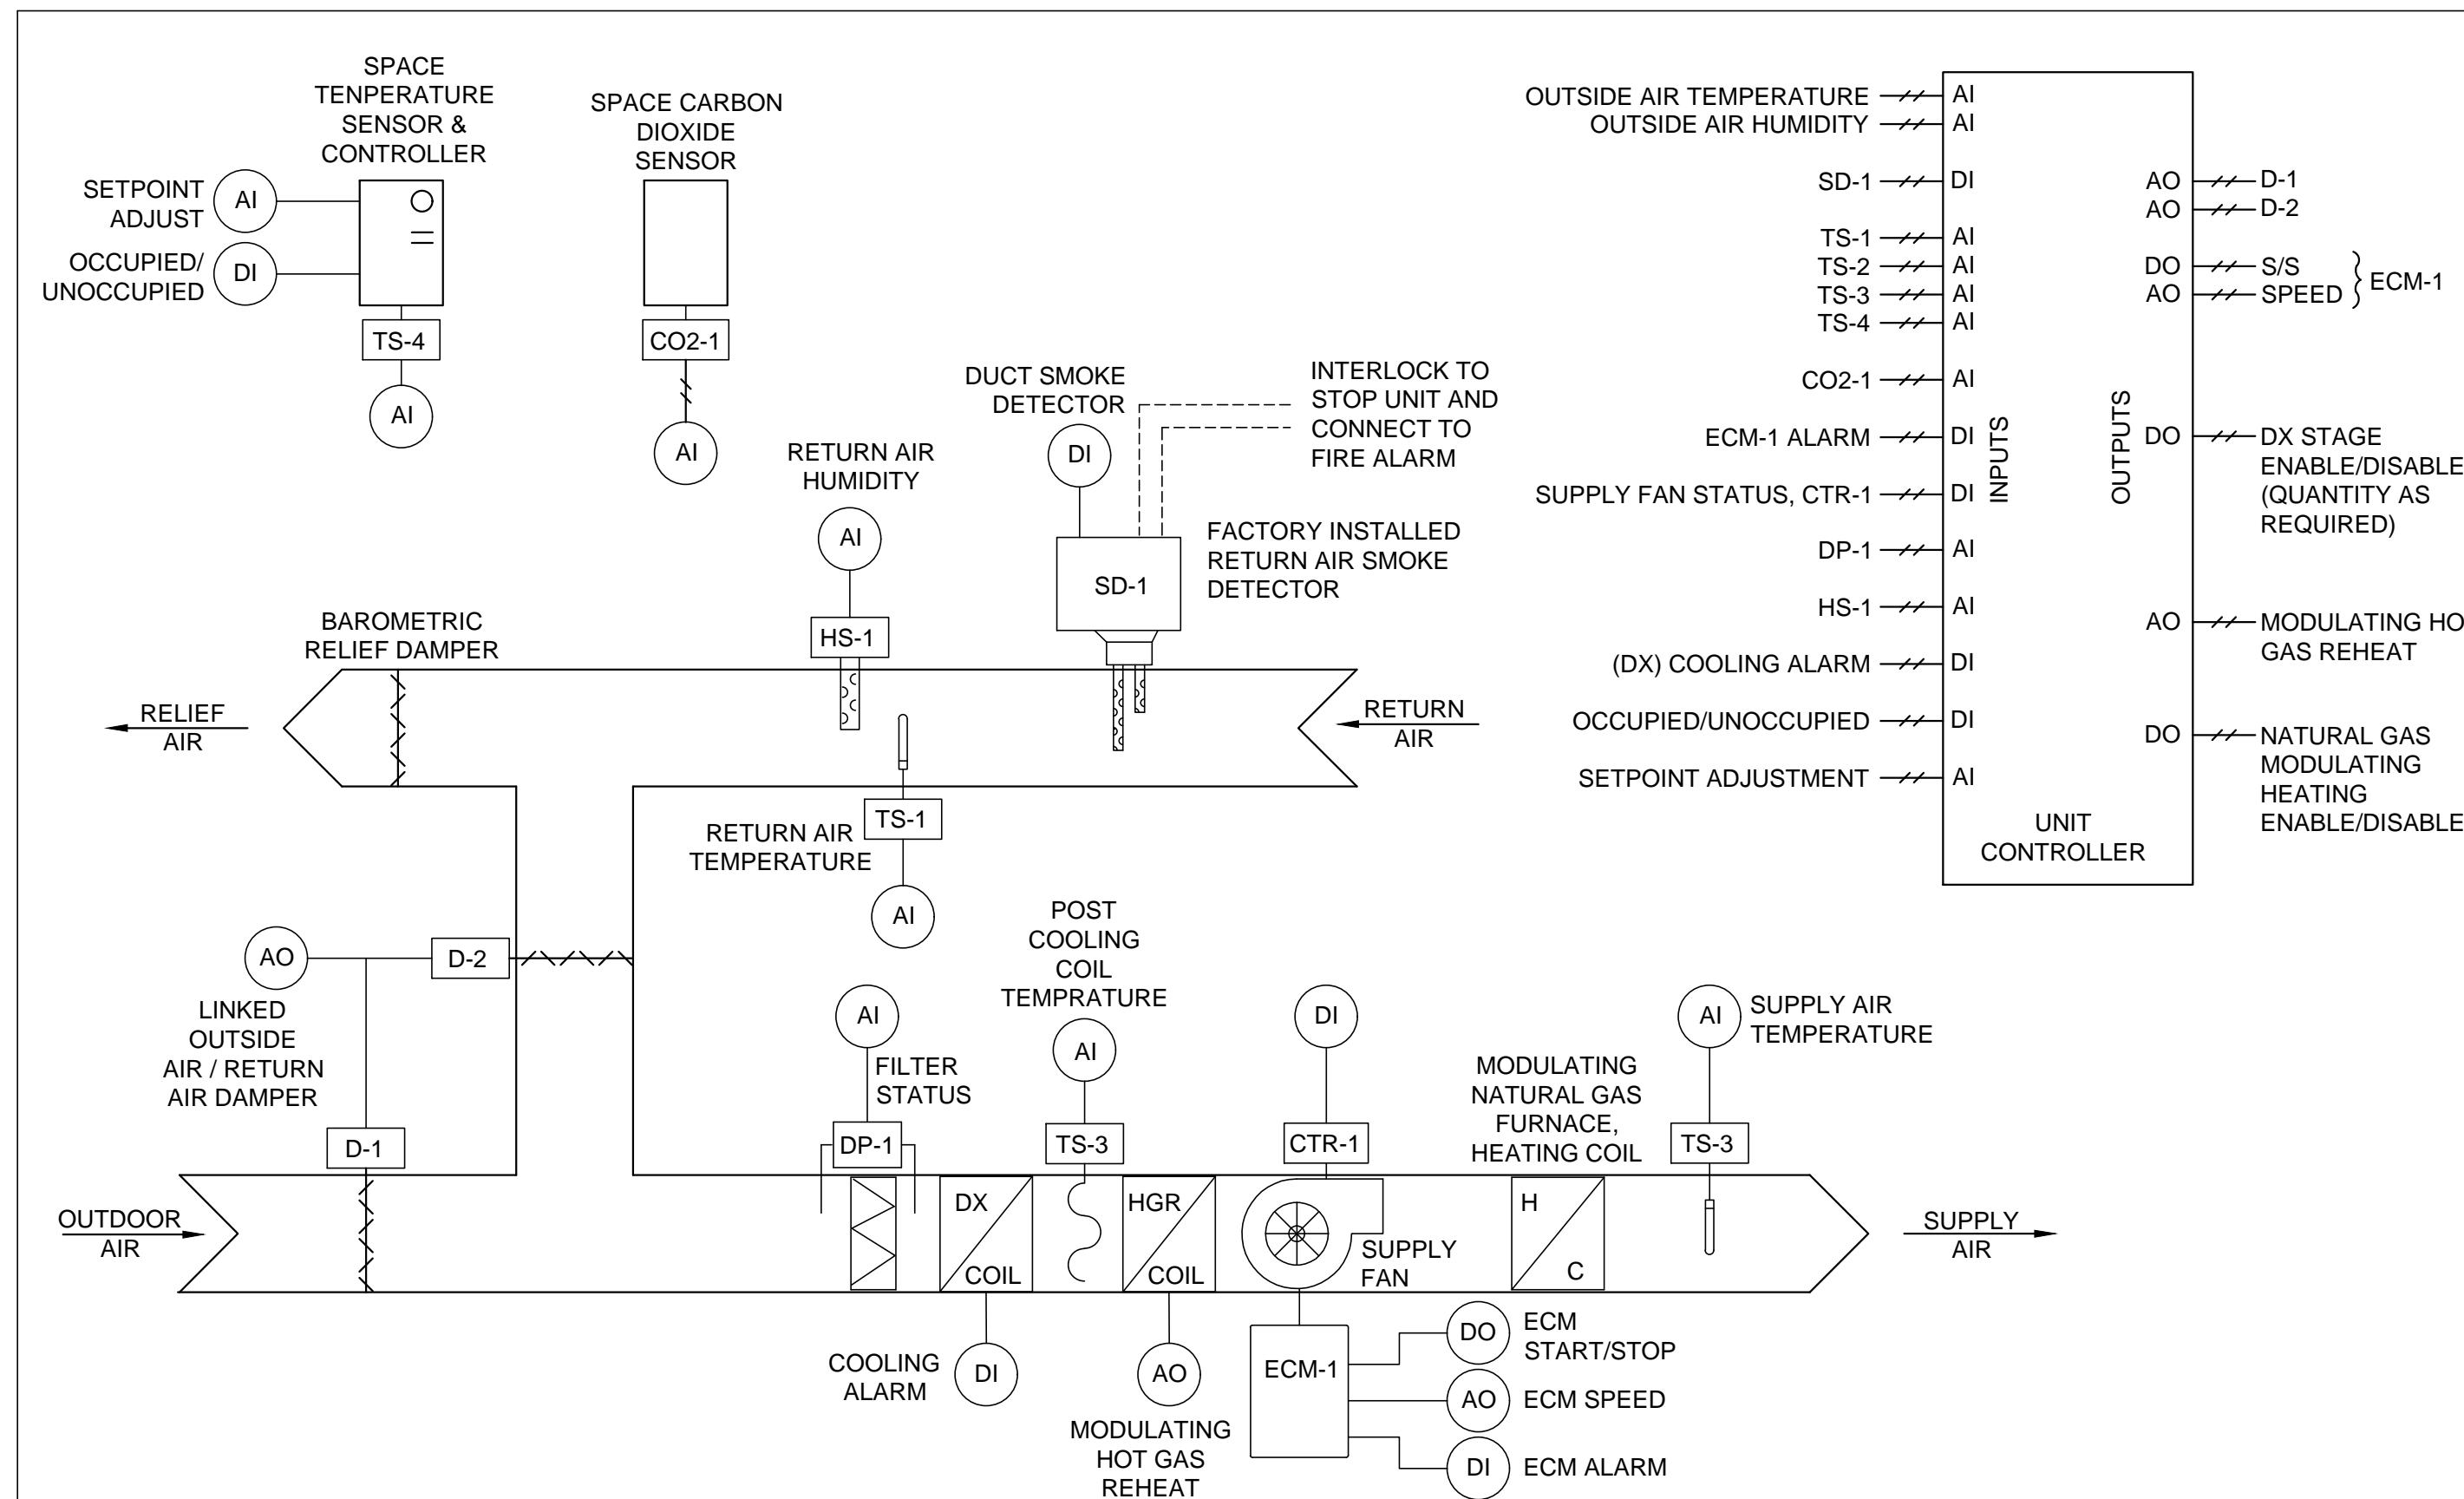 SPACE
TENPERATURE
SENSOR &
CONTROLLER
SETPOINT
ADJUST
AI
OCCUPIED/
UNOCCUPIED
DI
TS-4
AI
SPACE CARBON
DIOXIDE
SENSOR
CO2-1
AI
RETURN AIR
HUMIDITY
AI
HS-1
DUCT SMOKE
DETECTOR
DI
SD-1
INTERLOCK TO
STOP UNIT AND
CONNECT TO
FIRE ALARM
FACTORY INSTALLED
RETURN AIR SMOKE
DETECTOR
BAROMETRIC
RELIEF DAMPER
RELIEF
AIR
RETURN
AIR
RETURN AIR
TEMPERATURE
TS-1
AI
AO
D-2
LINKED
OUTSIDE
AIR / RETURN
AIR DAMPER
D-1
OUTDOOR
AIR
AI
FILTER
STATUS
DP-1
DX
COIL
COOLING
ALARM
DI
POST
COOLING
COIL
TEMPRATURE
AI
TS-3
HGR
COIL
AO
MODULATING
HOT GAS
REHEAT
DI
CTR-1
SUPPLY
FAN
ECM-1
DO
ECM
START/STOP
AO
ECM SPEED
DI
ECM ALARM
MODULATING
NATURAL GAS
FURNACE,
HEATING COIL
H
C
AI
SUPPLY AIR
TEMPERATURE
TS-3
SUPPLY
AIR
OUTSIDE AIR TEMPERATURE AI
OUTSIDE AIR HUMIDITY AI
SD-1 DI
TS-1 AI
TS-2 AI
TS-3 AI
TS-4 AI
CO2-1 AI
ECM-1 ALARM DI
SUPPLY FAN STATUS, CTR-1 DI
DP-1 AI
HS-1 AI
(DX) COOLING ALARM DI
OCCUPIED/UNOCCUPIED DI
SETPOINT ADJUSTMENT AI
INPUTS
OUTPUTS
UNIT
CONTROLLER
AO D-1
AO D-2
DO S/S
AO SPEED
ECM-1
DO DX STAGE
ENABLE/DISABLE
(QUANTITY AS
REQUIRED)
AO MODULATING HO
GAS REHEAT
DO NATURAL GAS
MODULATING
HEATING
ENABLE/DISABLE